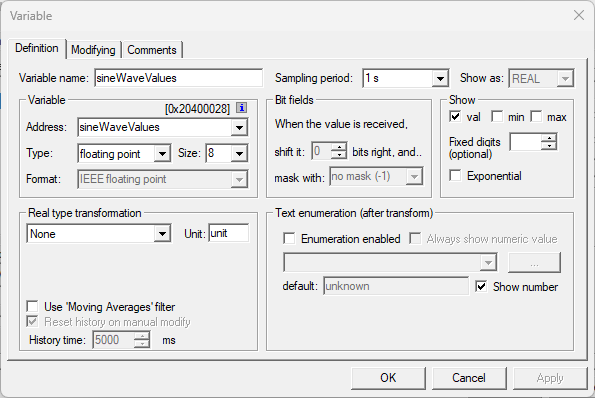 Variable
Definition Modifying Comments
Variable name: sineWaveValues Sampling period: 1 s Show as: REAL
Variable
[0x20400028] i
Address: sineWaveValues
Type: floating point Size: 8
Format: IEEE floating point
Bit fields
When the value is received,
shift it: 0 bits right, and..
mask with: no mask (-1)
Show
val min max
Fixed digits
(optional)
Exponential
Real type transformation
None Unit: unit
Use 'Moving Averages' filter
Reset history on manual modify
History time: 5000 ms
Text enumeration (after transform)
Enumeration enabled Always show numeric value
...
default: unknown Show number
OK Cancel Apply